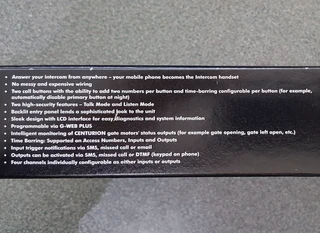 • Answer your intercom from anywhere – your mobile phone becomes the Intercom handset
• No messy and expensive wiring
• Two call buttons with the ability to add two numbers per button and time-barring configurable per button (for example,
automatically disable primary button at night)
• Two high-security features – Talk Mode and Listen Mode
• Backlit entry panel lends a sophisticated look to the unit
• Sleek design with LCD interface for easy diagnostics and system information
• Programmable via G-WEB PLUS
• Intelligent monitoring of CENTURION gate motors' status outputs (for example gate opening, gate left open, etc.)
• Time Barring: Supported on Access Numbers, Inputs and Outputs
• Input trigger notifications via SMS, missed call or email
• Outputs can be activated via SMS, missed call or DTMF (keypad on phone)
• Four channels individually configurable as either inputs or outputs